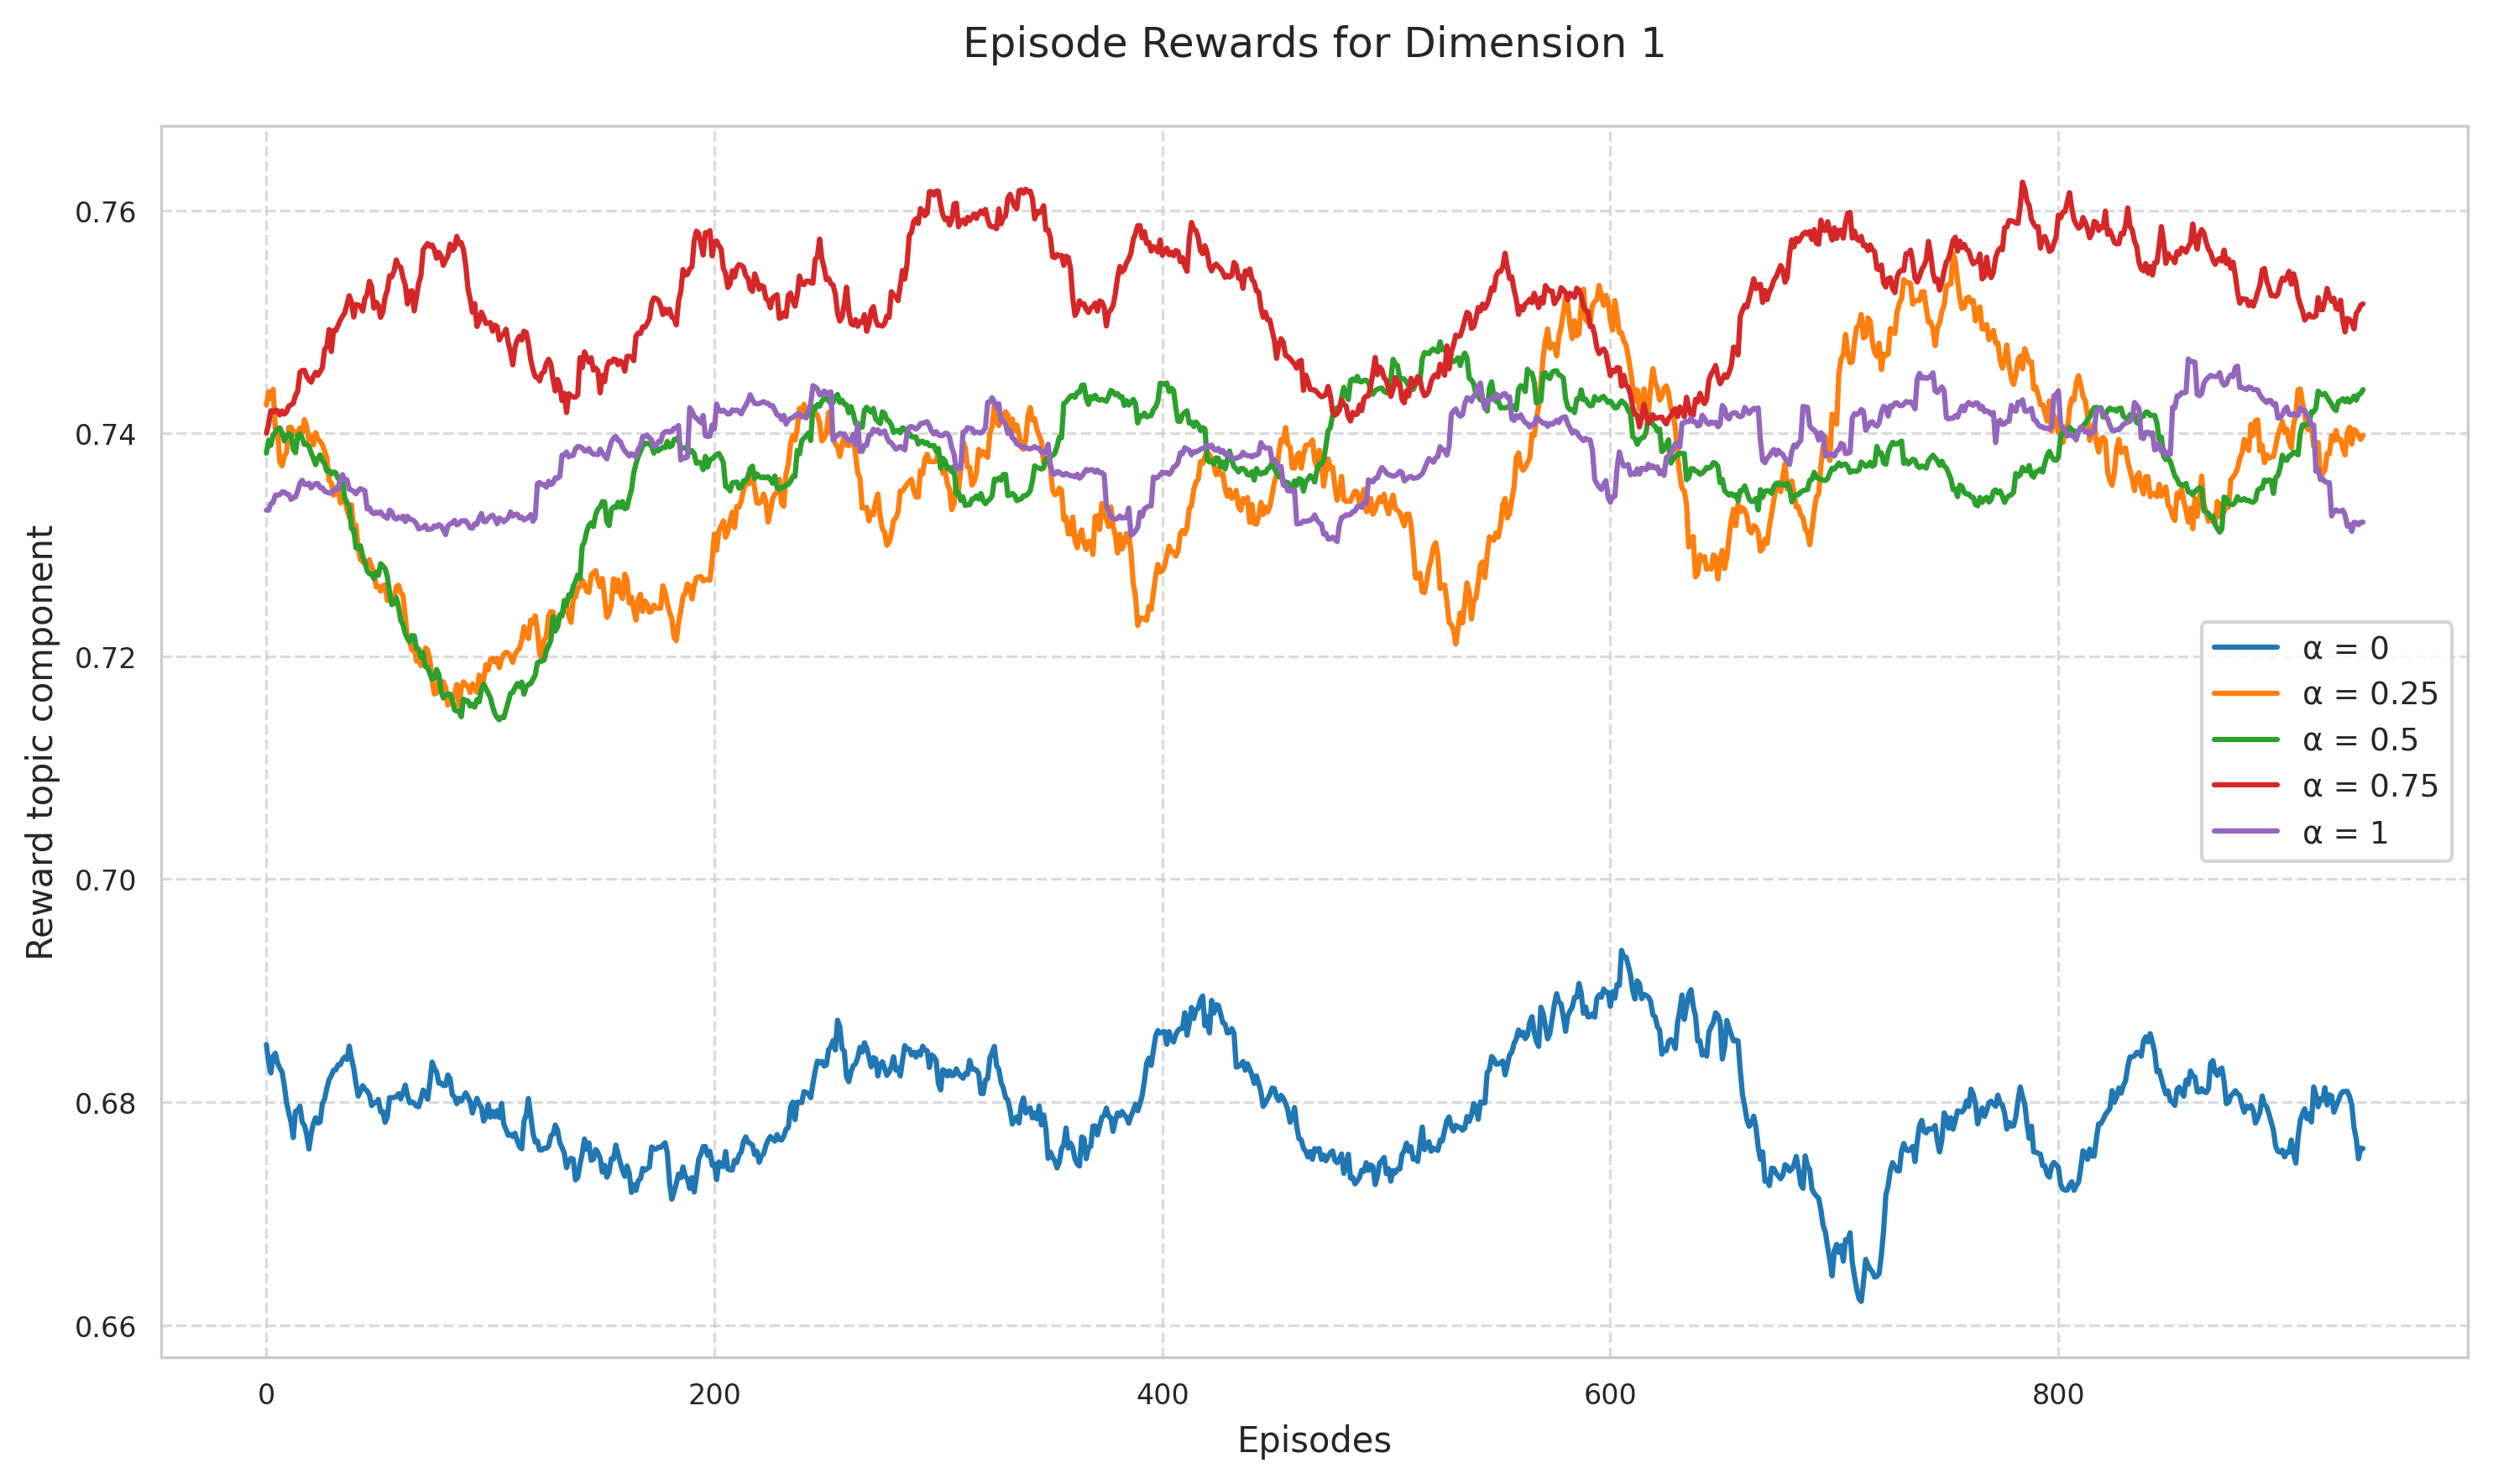 Episode Rewards for Dimension 1
Reward topic component
0.76
0.74
0.72
0.70
0.68
0.66
0
200
400
600
800
Episodes
α = 0
α = 0.25
α = 0.5
α = 0.75
α = 1